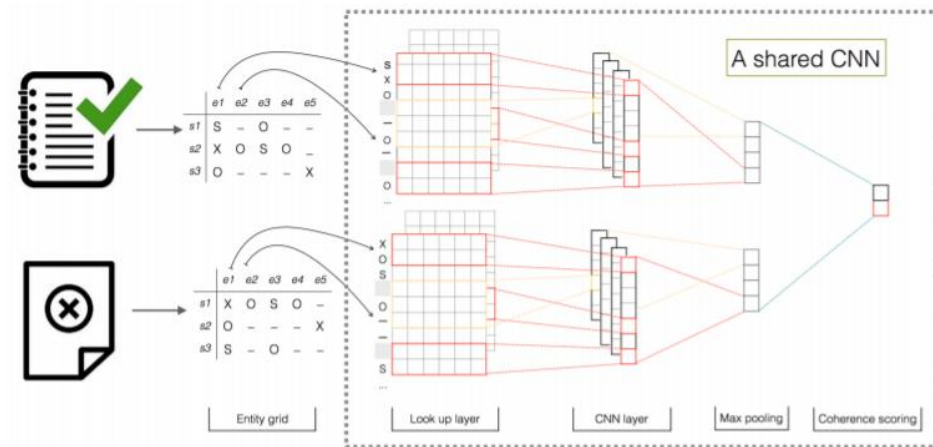 A shared CNN
e1 e2 e3 e4 e5
s1 S – O – –
s2 X O S O –
s3 O – – – X
S
X
O
–
O
–
O
...
e1 e2 e3 e4 e5
s1 X O S O –
s2 O – – – X
s3 S – O – –
X
O
S
O
–
–
S
...
Entity grid
Look up layer
CNN layer
Max pooling
Coherence scoring